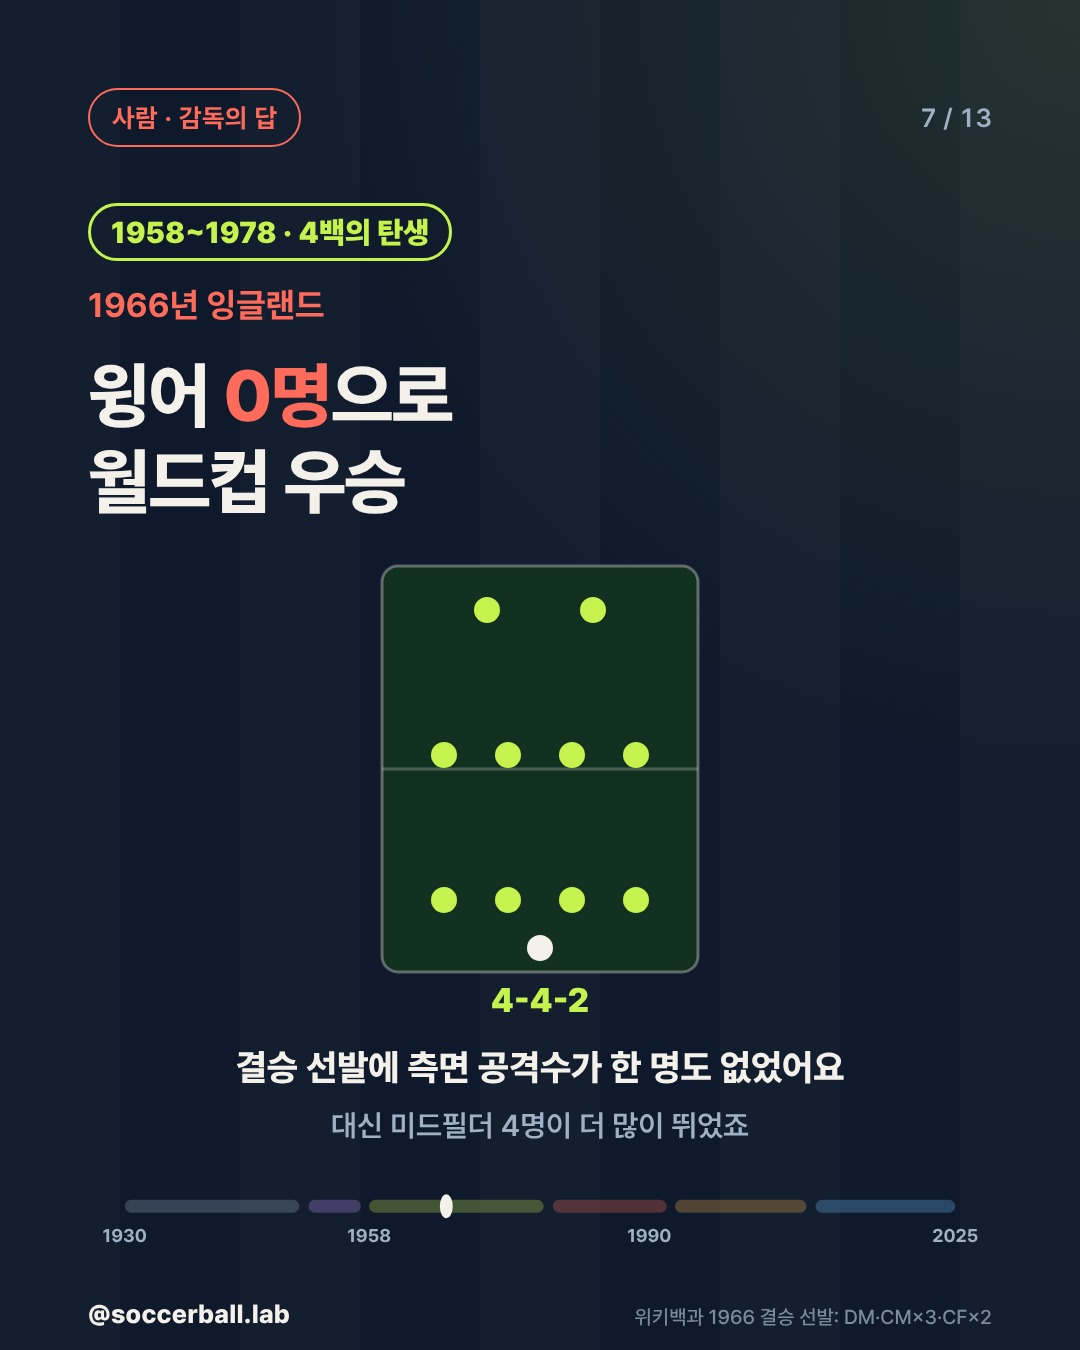 사람 · 감독의 답
7 / 13
1958~1978 · 4백의 탄생
1966년 잉글랜드
윙어 0명으로
월드컵 우승
4-4-2
결승 선발에 측면 공격수가 한 명도 없었어요
대신 미드필더 4명이 더 많이 뛰었죠
1930 1958 1990 2025
@soccerball.lab
위키백과 1966 결승 선발: DM·CM×3·CF×2